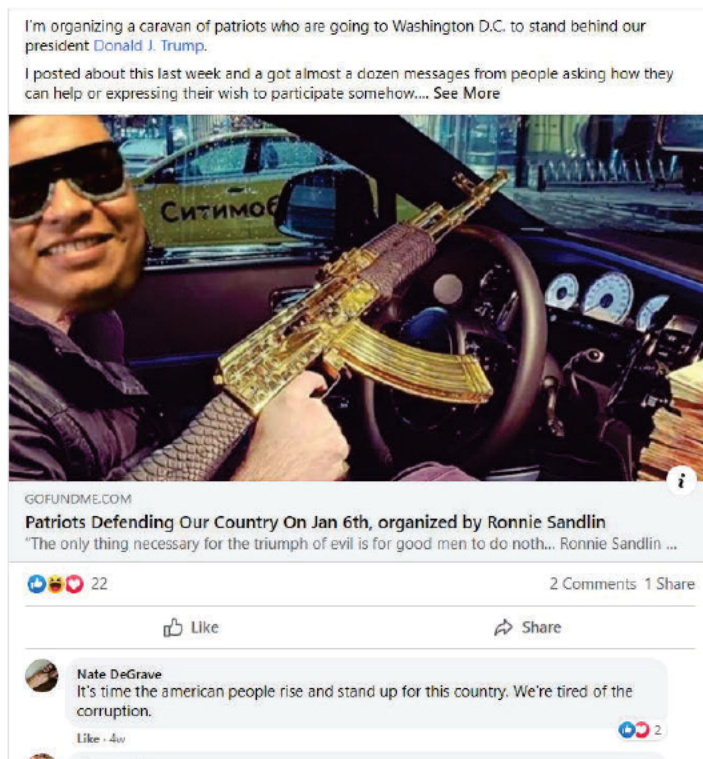 I'm organizing a caravan of patriots who are going to Washington D.C. to stand behind our
president Donald J. Trump.
I posted about this last week and a got almost a dozen messages from people asking how they
can help or expressing their wish to participate somehow.... See More
Ситимоб
i
GOFUNDME.COM
Patriots Defending Our Country On Jan 6th, organized by Ronnie Sandlin
"The only thing necessary for the triumph of evil is for good men to do noth... Ronnie Sandlin ...
22
2 Comments 1 Share
Like
Share
Nate DeGrave
It's time the american people rise and stand up for this country. We're tired of the
corruption.
2
Like · 4w